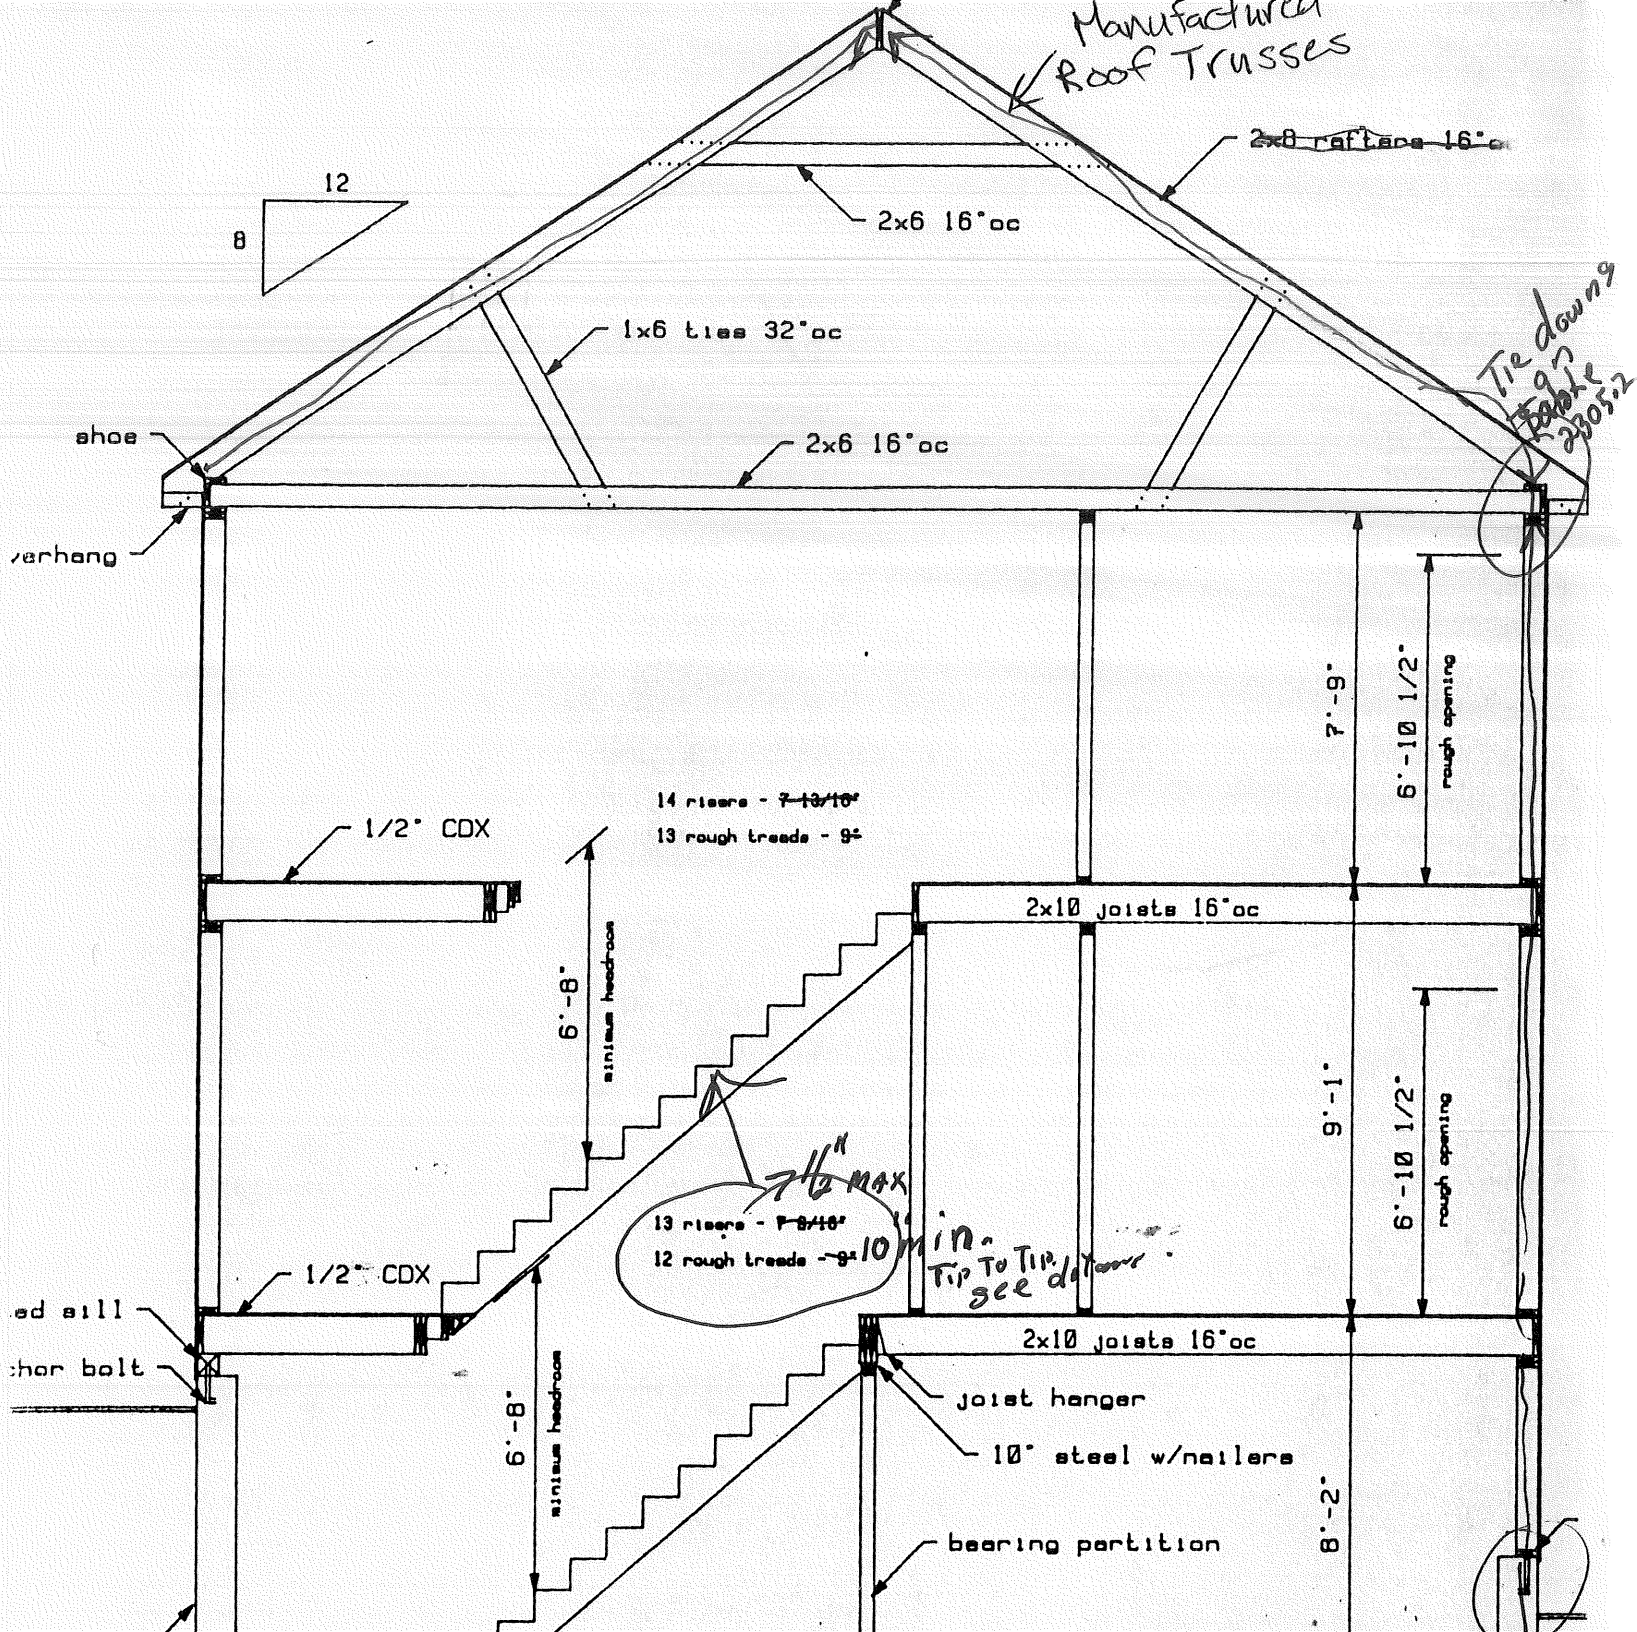 Manufactured
Roof Trusses
2x8 rafters 16"o
12
8
2x6 16"oc
1x6 ties 32"oc
Tie downs
2305.2
shoe
2x6 16"oc
verhang
7'-9"
6'-10 1/2"
rough opening
14 risers - 7 13/16"
13 rough treads - 9"
1/2" CDX
2x10 joists 16"oc
6'-8"
minimum headroom
9'-1"
6'-10 1/2"
rough opening
7 1/2" MAX
13 risers - 7 9/16"
12 rough treads - 9" 10" min.
Tip To Tip
see
1/2" CDX
ed sill
2x10 joists 16"oc
chor bolt
6'-8"
minimum headroom
joist hanger
10" steel w/nailers
8'-2"
bearing partition